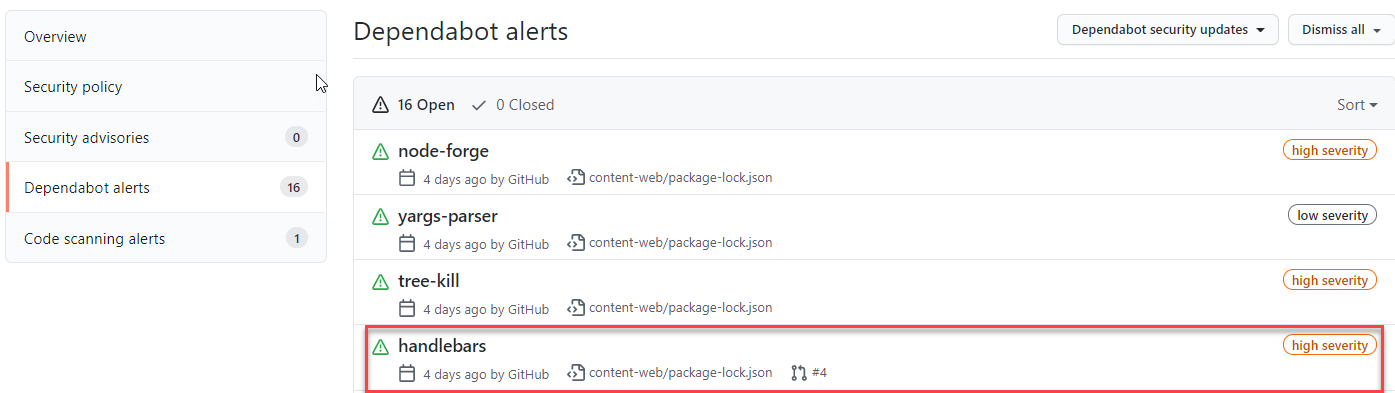 Overview
Security policy
Security advisories 0
Dependabot alerts 16
Code scanning alerts 1
Dependabot alerts
Dependabot security updates
Dismiss all
16 Open 0 Closed Sort
node-forge high severity
4 days ago by GitHub content-web/package-lock.json
yargs-parser low severity
4 days ago by GitHub content-web/package-lock.json
tree-kill high severity
4 days ago by GitHub content-web/package-lock.json
handlebars high severity
4 days ago by GitHub content-web/package-lock.json #4